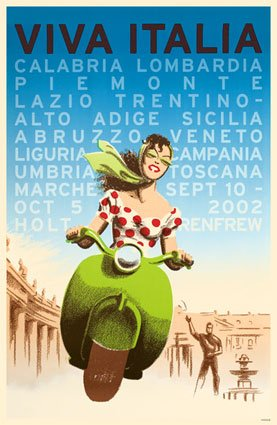 VIVA ITALIA
CALABRIA LOMBARDIA
PIEMONTE
LAZIO TRENTINO-
ALTO ADIGE SICILIA
ABRUZZO VENETO
LIGURIA CAMPANIA
UMBRIA TOSCANA
MARCHE SEPT 10 -
OCT 5 2002
HOLT RENFREW